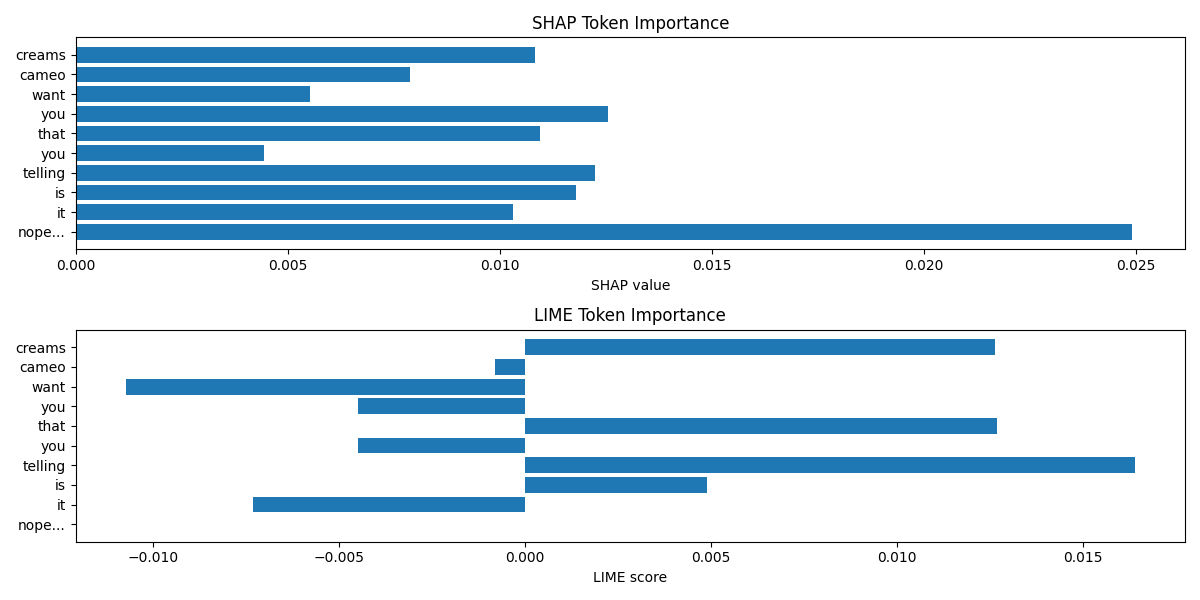 SHAP Token Importance
creams
cameo
want
you
that
you
telling
is
it
nope...
0.000 0.005 0.010 0.015 0.020 0.025
SHAP value
LIME Token Importance
creams
cameo
want
you
that
you
telling
is
it
nope...
−0.010 −0.005 0.000 0.005 0.010 0.015
LIME score